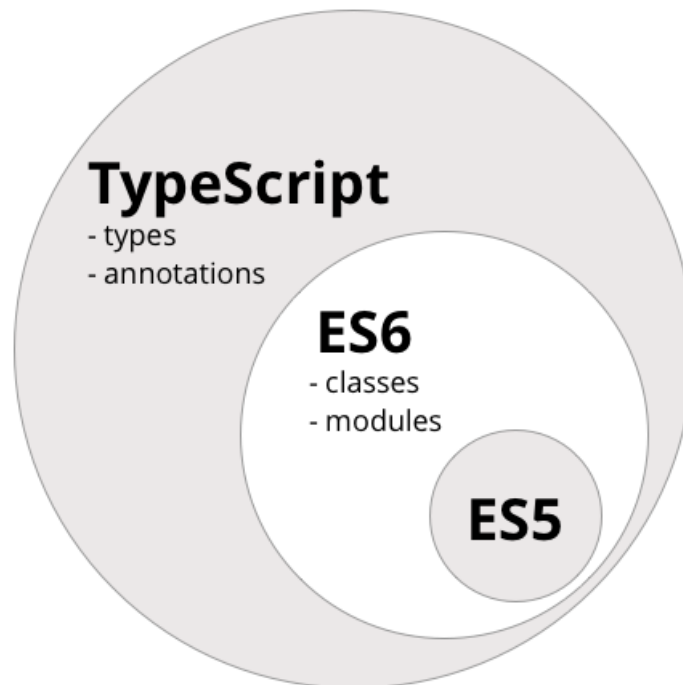 TypeScript
- types
- annotations
ES6
- classes
- modules
ES5